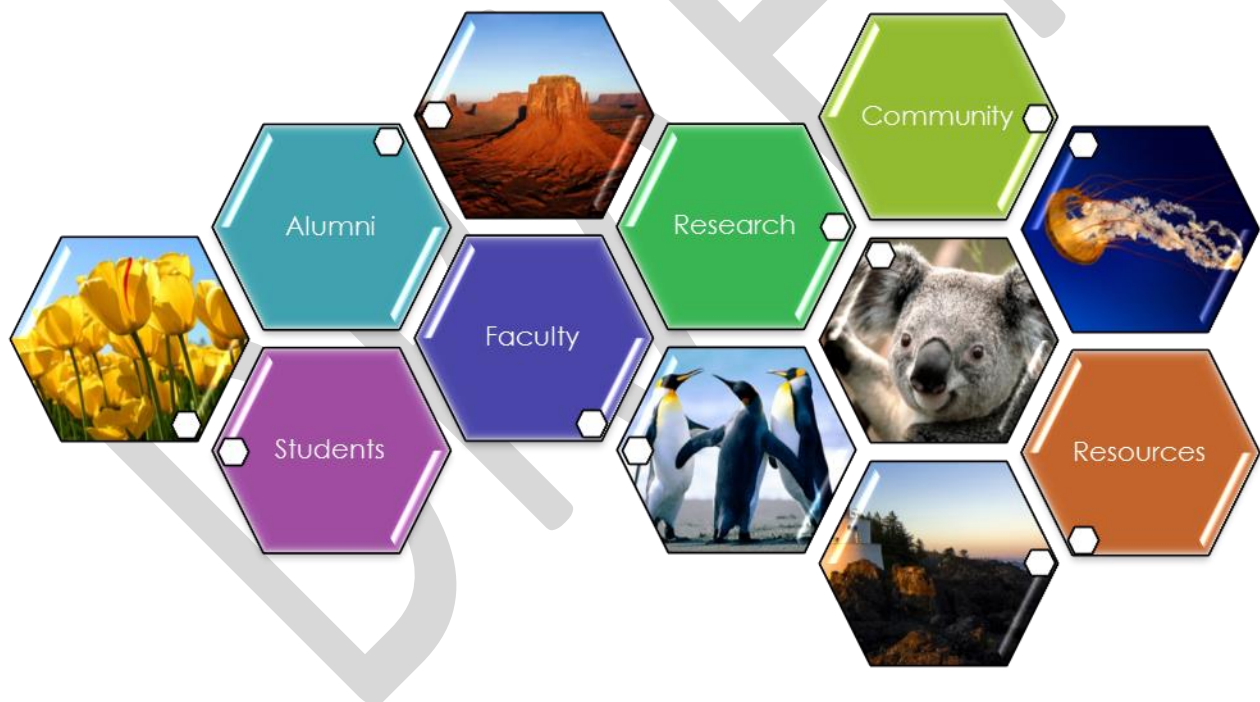 Community
Alumni
Research
Faculty
Students
Resources